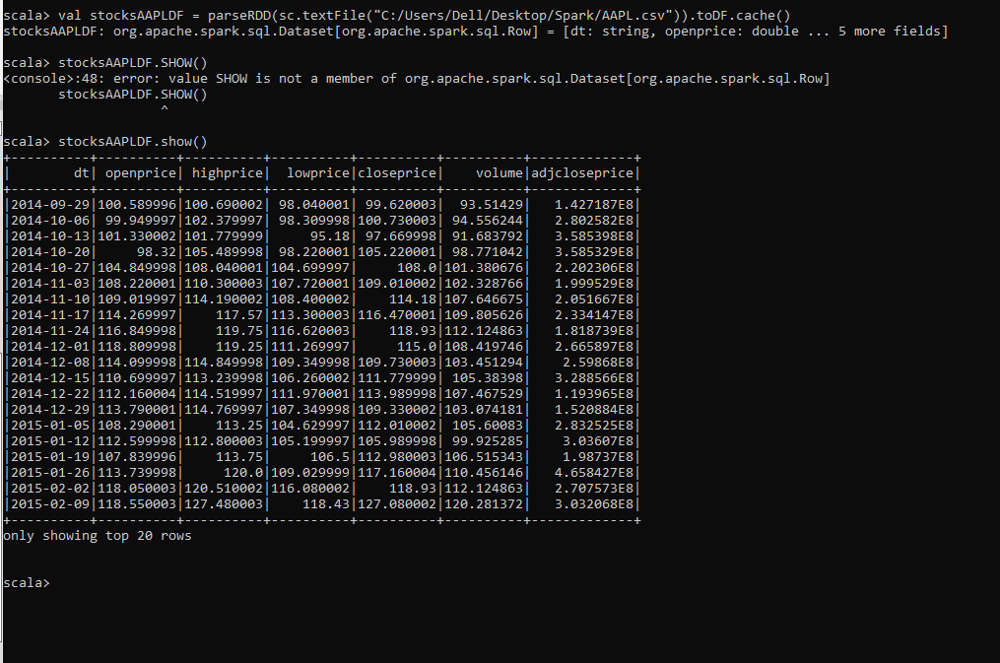 scala> val stocksAAPLDF = parseRDD(sc.textFile("C:/Users/Dell/Desktop/Spark/AAPL.csv")).toDF.cache()
stocksAAPLDF: org.apache.spark.sql.Dataset[org.apache.spark.sql.Row] = [dt: string, openprice: double ... 5 more fields]
scala> stocksAAPLDF.SHOW()
<console>:48: error: value SHOW is not a member of org.apache.spark.sql.Dataset[org.apache.spark.sql.Row]
       stocksAAPLDF.SHOW()
                    ^
scala> stocksAAPLDF.show()
+----------+----------+----------+----------+----------+----------+-------------+
|        dt| openprice| highprice|  lowprice|closeprice|    volume|adjcloseprice|
+----------+----------+----------+----------+----------+----------+-------------+
|2014-09-29|100.589996|100.690002| 98.040001| 99.620003|  93.51429|   1.427187E8|
|2014-10-06| 99.949997|102.379997| 98.309998|100.730003| 94.556244|   2.802582E8|
|2014-10-13|101.330002|101.779999|     95.18| 97.669998| 91.683792|   3.585398E8|
|2014-10-20|     98.32|105.489998| 98.220001|105.220001| 98.771042|   3.585329E8|
|2014-10-27|104.849998|108.040001|104.699997|     108.0|101.380676|   2.202306E8|
|2014-11-03|108.220001|110.300003|107.720001|109.010002|102.328766|   1.999529E8|
|2014-11-10|109.019997|114.190002|108.400002|    114.18|107.646675|   2.051667E8|
|2014-11-17|114.269997|    117.57|113.300003|116.470001|109.805626|   2.334147E8|
|2014-11-24|116.849998|    119.75|116.620003|    118.93|112.124863|   1.818739E8|
|2014-12-01|118.809998|    119.25|111.269997|     115.0|108.419746|   2.665897E8|
|2014-12-08|114.099998|114.849998|109.349998|109.730003|103.451294|    2.59868E8|
|2014-12-15|110.699997|113.239998|106.260002|111.779999| 105.38398|   3.288566E8|
|2014-12-22|112.160004|114.519997|111.970001|113.989998|107.467529|   1.193965E8|
|2014-12-29|113.790001|114.769997|107.349998|109.330002|103.074181|   1.520884E8|
|2015-01-05|108.290001|    113.25|104.629997|112.010002| 105.60083|   2.832525E8|
|2015-01-12|112.599998|112.800003|105.199997|105.989998| 99.925285|    3.03607E8|
|2015-01-19|107.839996|    113.75|     106.5|112.980003|106.515343|    1.98737E8|
|2015-01-26|113.739998|     120.0|109.029999|117.160004|110.456146|   4.658427E8|
|2015-02-02|118.050003|120.510002|116.080002|    118.93|112.124863|   2.707573E8|
|2015-02-09|118.550003|127.480003|    118.43|127.080002|120.281372|   3.032068E8|
+----------+----------+----------+----------+----------+----------+-------------+
only showing top 20 rows
scala>